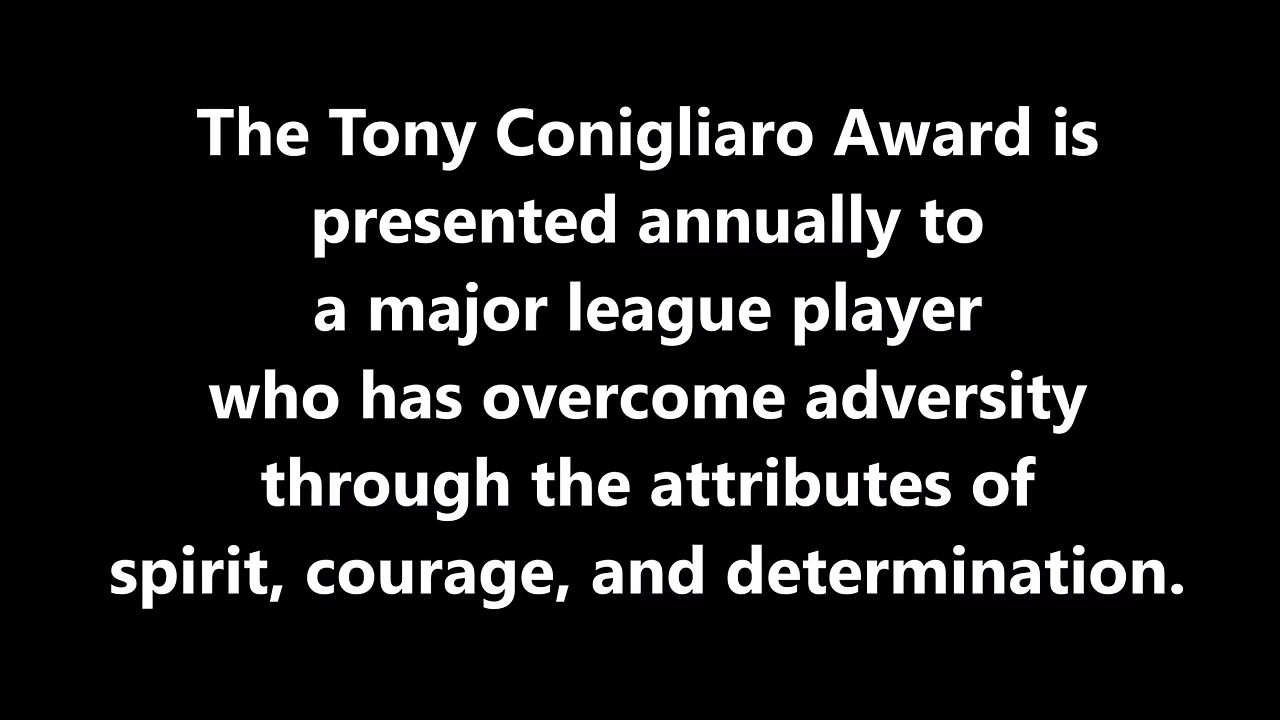 The Tony Conigliaro Award is
presented annually to
a major league player
who has overcome adversity
through the attributes of
spirit, courage, and determination.